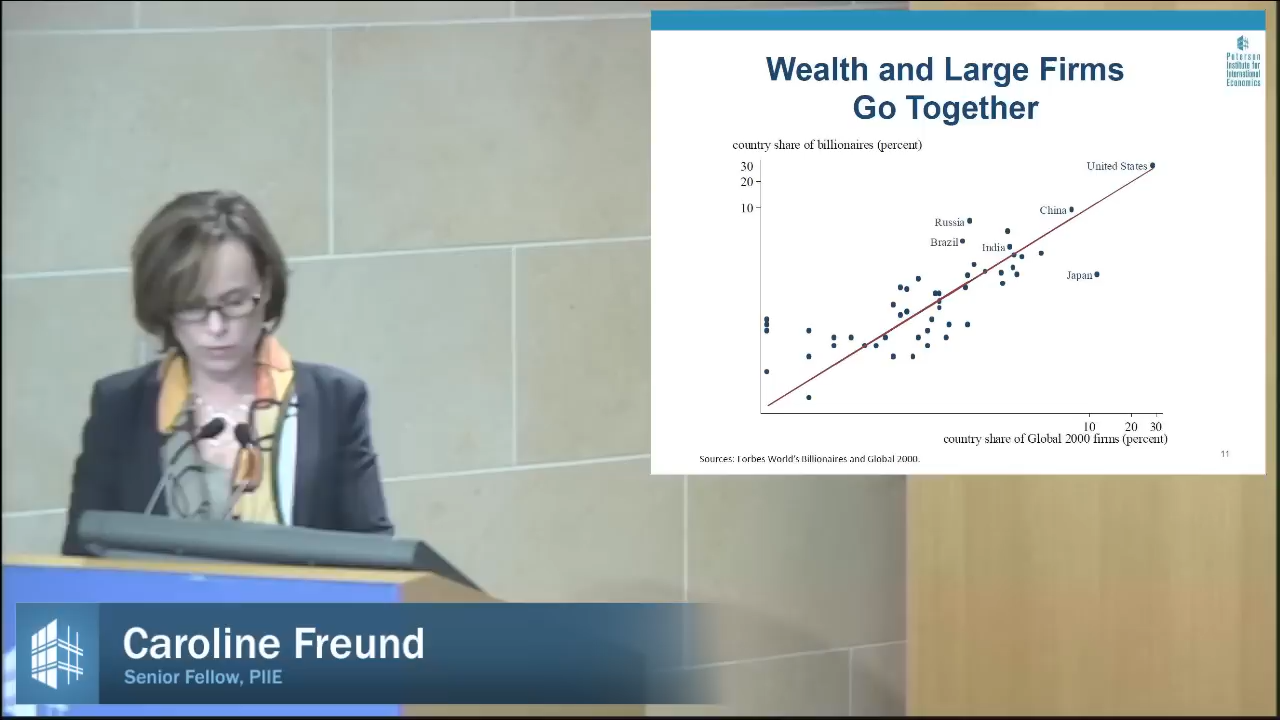 Wealth and Large Firms
Go Together
Peterson
Institute for
International
Economics
country share of billionaires (percent)
30
20
10
United States
China
Russia
Brazil
India
Japan
10 20 30
country share of Global 2000 firms (percent)
Sources: Forbes World's Billionaires and Global 2000.
11
Caroline Freund
Senior Fellow, PIIE